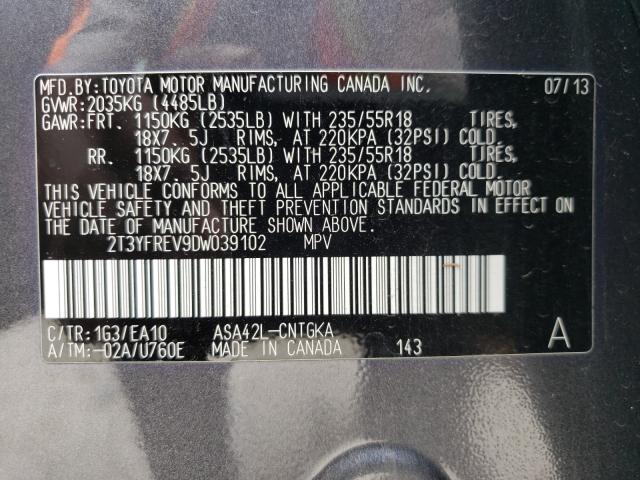 MFD.BY:TOYOTA MOTOR MANUFACTURING CANADA INC. 07/13
GVWR:2035KG (4485LB)
GAWR:FRT. 1150KG (2535LB) WITH 235/55R18 TIRES,
18X7. 5J RIMS, AT 220KPA (32PSI) COLD.
RR. 1150KG (2535LB) WITH 235/55R18 TIRES,
18X7. 5J RIMS, AT 220KPA (32PSI) COLD.
THIS VEHICLE CONFORMS TO ALL APPLICABLE FEDERAL MOTOR
VEHICLE SAFETY AND THEFT PREVENTION STANDARDS IN EFFECT ON
THE DATE OF MANUFACTURE SHOWN ABOVE.
2T3YFREV9DW039102 MPV
C/TR:1G3/EA10 ASA42L-CNTGKA A
A/TM:-02A/U760E MADE IN CANADA 143